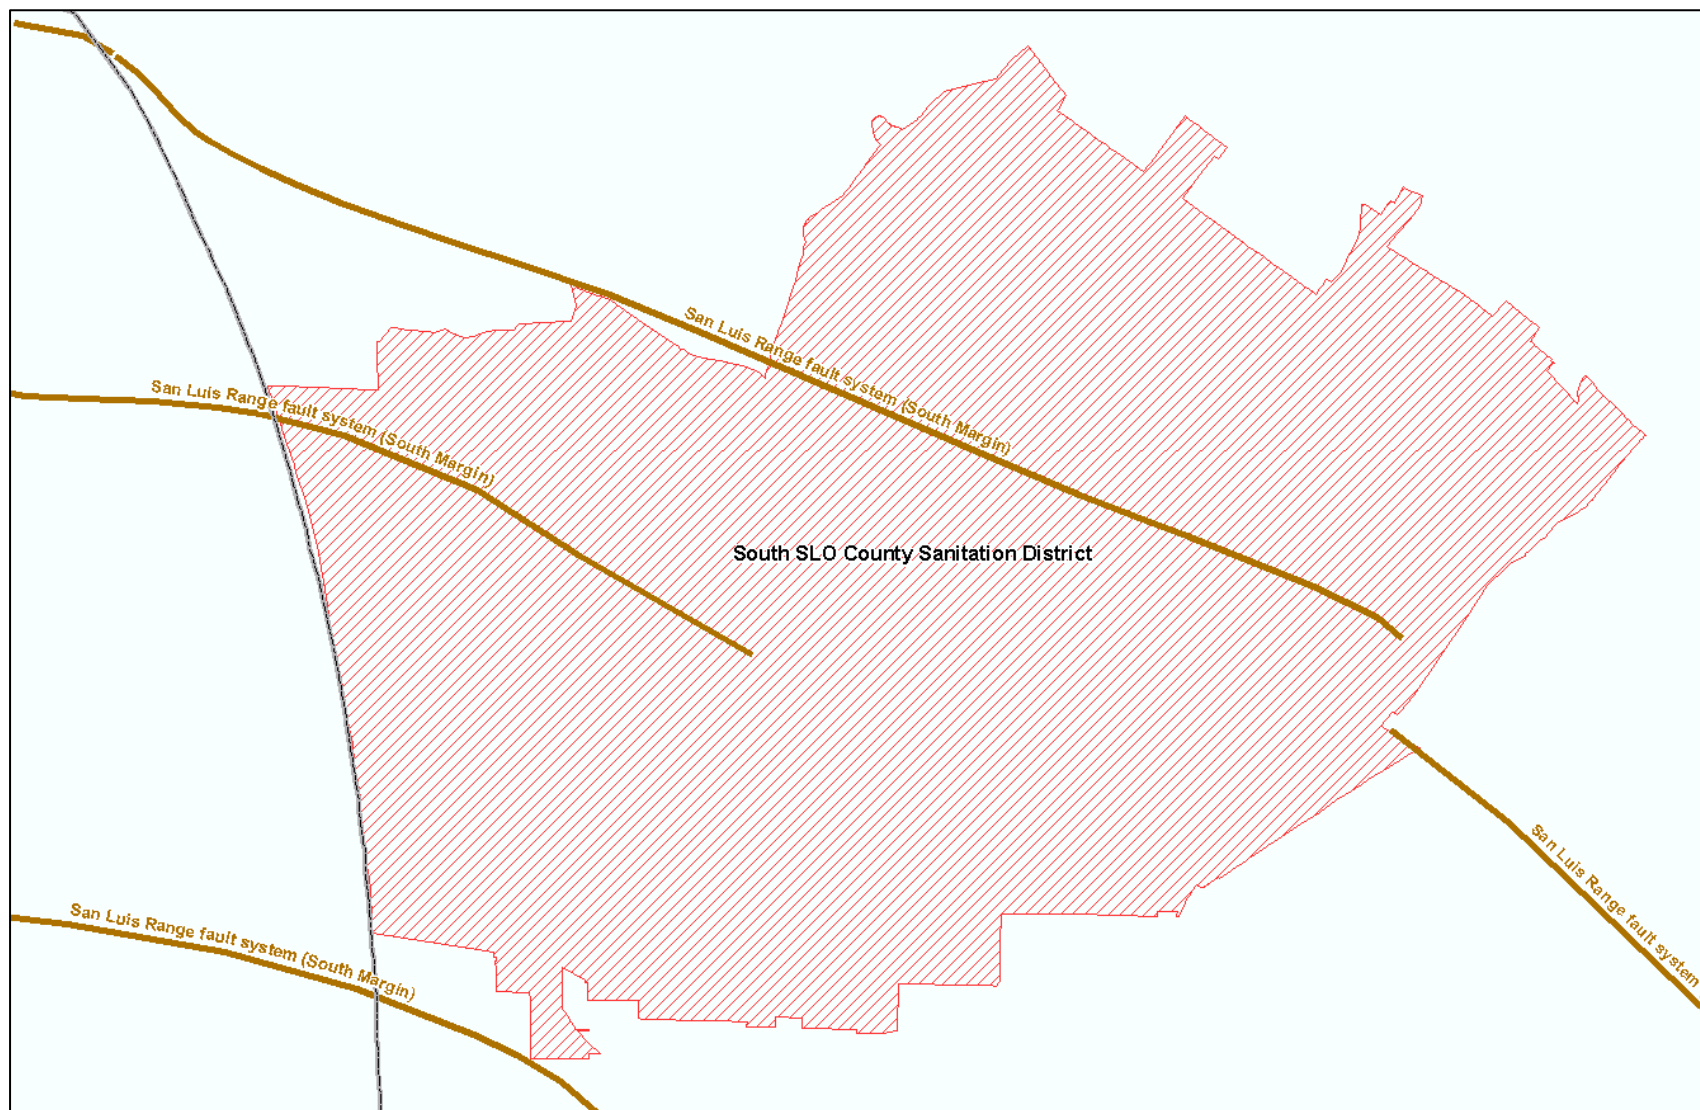 San Luis Range fault system (South Margin)
San Luis Range fault system (South Margin)
South SLO County Sanitation District
San Luis Range fault system
San Luis Range fault system (South Margin)